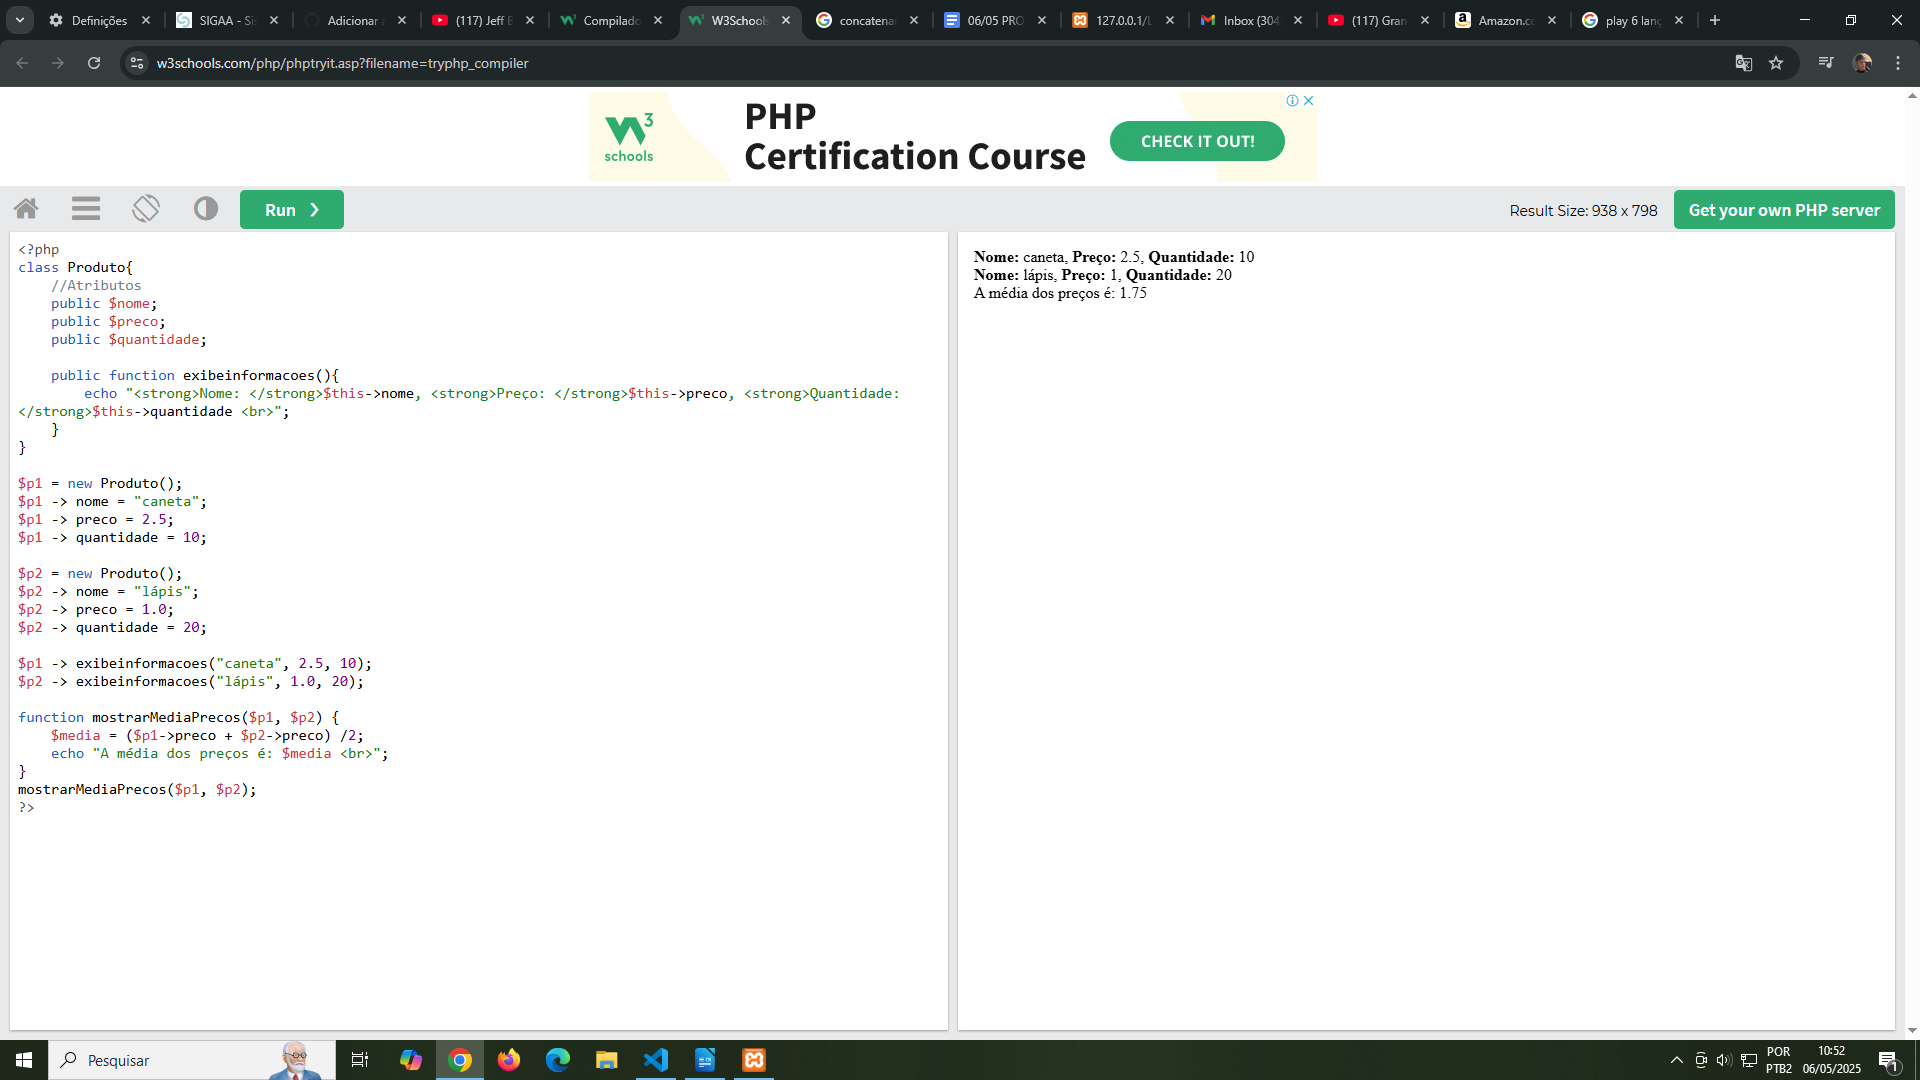 Definições
SIGAA - Sis
Adicionar a
(117) Jeff B
Compilado
W3Schools
concatena
06/05 PRO
127.0.0.1/L
Inbox (304
(117) Gran
Amazon.co
play 6 lanç
w3schools.com/php/phptryit.asp?filename=tryphp_compiler
W3
schools
PHP
Certification Course
CHECK IT OUT!
Run ❯
Result Size: 938 x 798
Get your own PHP server
<?php
class Produto{
    //Atributos
    public $nome;
    public $preco;
    public $quantidade;
    public function exibeinformacoes(){
        echo "<strong>Nome: </strong>$this->nome, <strong>Preço: </strong>$this->preco, <strong>Quantidade:
</strong>$this->quantidade <br>";
    }
}
$p1 = new Produto();
$p1 -> nome = "caneta";
$p1 -> preco = 2.5;
$p1 -> quantidade = 10;
$p2 = new Produto();
$p2 -> nome = "lápis";
$p2 -> preco = 1.0;
$p2 -> quantidade = 20;
$p1 -> exibeinformacoes("caneta", 2.5, 10);
$p2 -> exibeinformacoes("lápis", 1.0, 20);
function mostrarMediaPrecos($p1, $p2) {
    $media = ($p1->preco + $p2->preco) /2;
    echo "A média dos preços é: $media <br>";
}
mostrarMediaPrecos($p1, $p2);
?>
Nome: caneta, Preço: 2.5, Quantidade: 10
Nome: lápis, Preço: 1, Quantidade: 20
A média dos preços é: 1.75
Pesquisar
POR
PTB2
10:52
06/05/2025
1